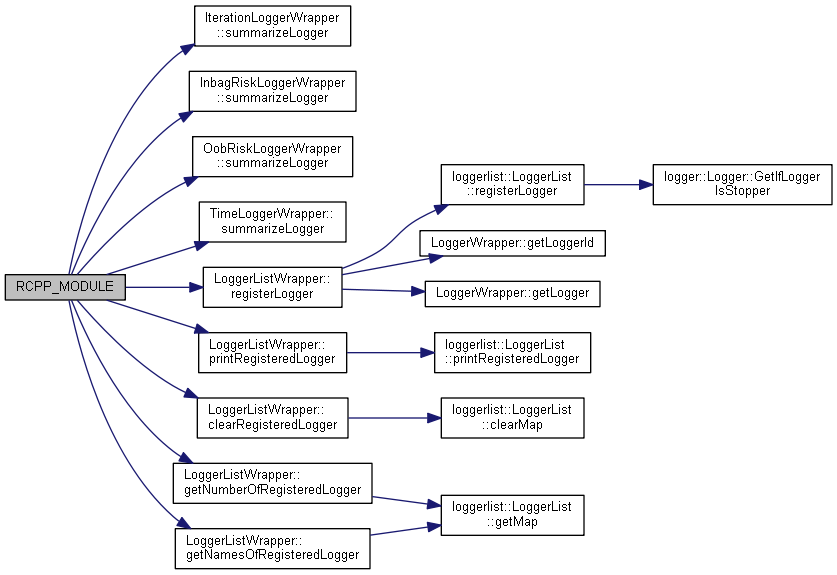 IterationLoggerWrapper
::summarizeLogger
InbagRiskLoggerWrapper
::summarizeLogger
OobRiskLoggerWrapper
::summarizeLogger
TimeLoggerWrapper::
summarizeLogger
RCPP_MODULE
LoggerListWrapper::
registerLogger
LoggerListWrapper::
printRegisteredLogger
LoggerListWrapper::
clearRegisteredLogger
LoggerListWrapper::
getNumberOfRegisteredLogger
LoggerListWrapper::
getNamesOfRegisteredLogger
loggerlist::LoggerList
::registerLogger
LoggerWrapper::getLoggerId
LoggerWrapper::getLogger
loggerlist::LoggerList
::printRegisteredLogger
loggerlist::LoggerList
::clearMap
loggerlist::LoggerList
::getMap
logger::Logger::GetIfLogger
IsStopper